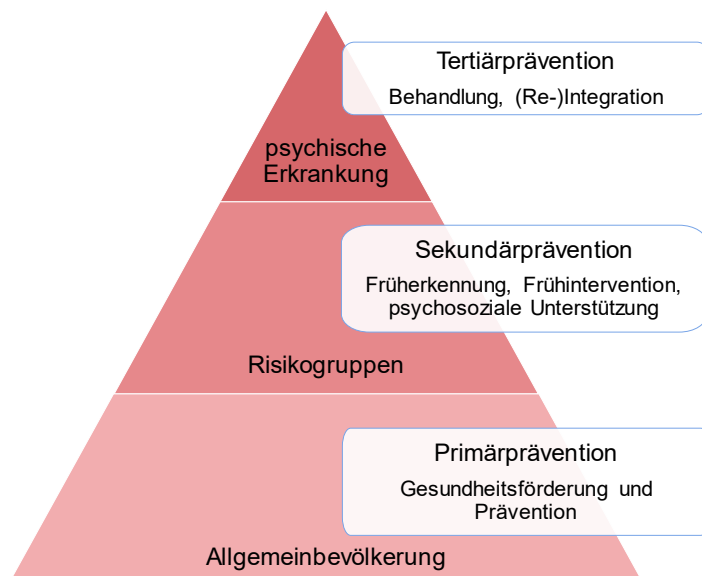 Tertiärprävention
Behandlung, (Re-)Integration
psychische
Erkrankung
Sekundärprävention
Früherkennung, Frühintervention,
psychosoziale Unterstützung
Risikogruppen
Primärprävention
Gesundheitsförderung und
Prävention
Allgemeinbevölkerung